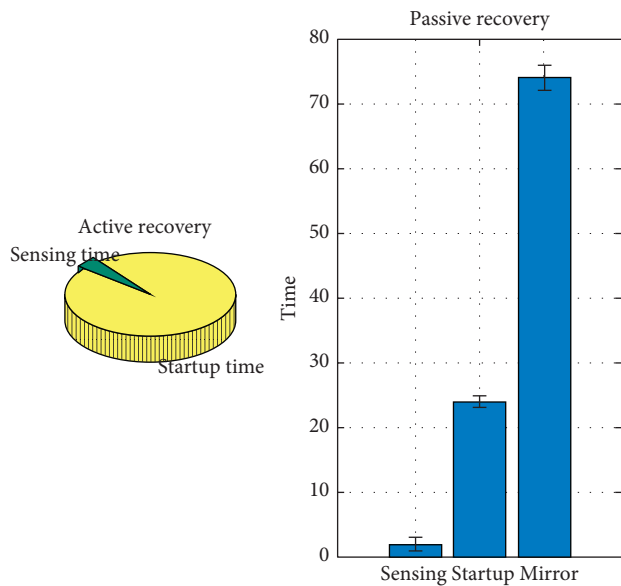 Active recovery
Sensing time
Startup time
Passive recovery
80
70
60
50
40
30
20
10
0
Time
Sensing Startup Mirror